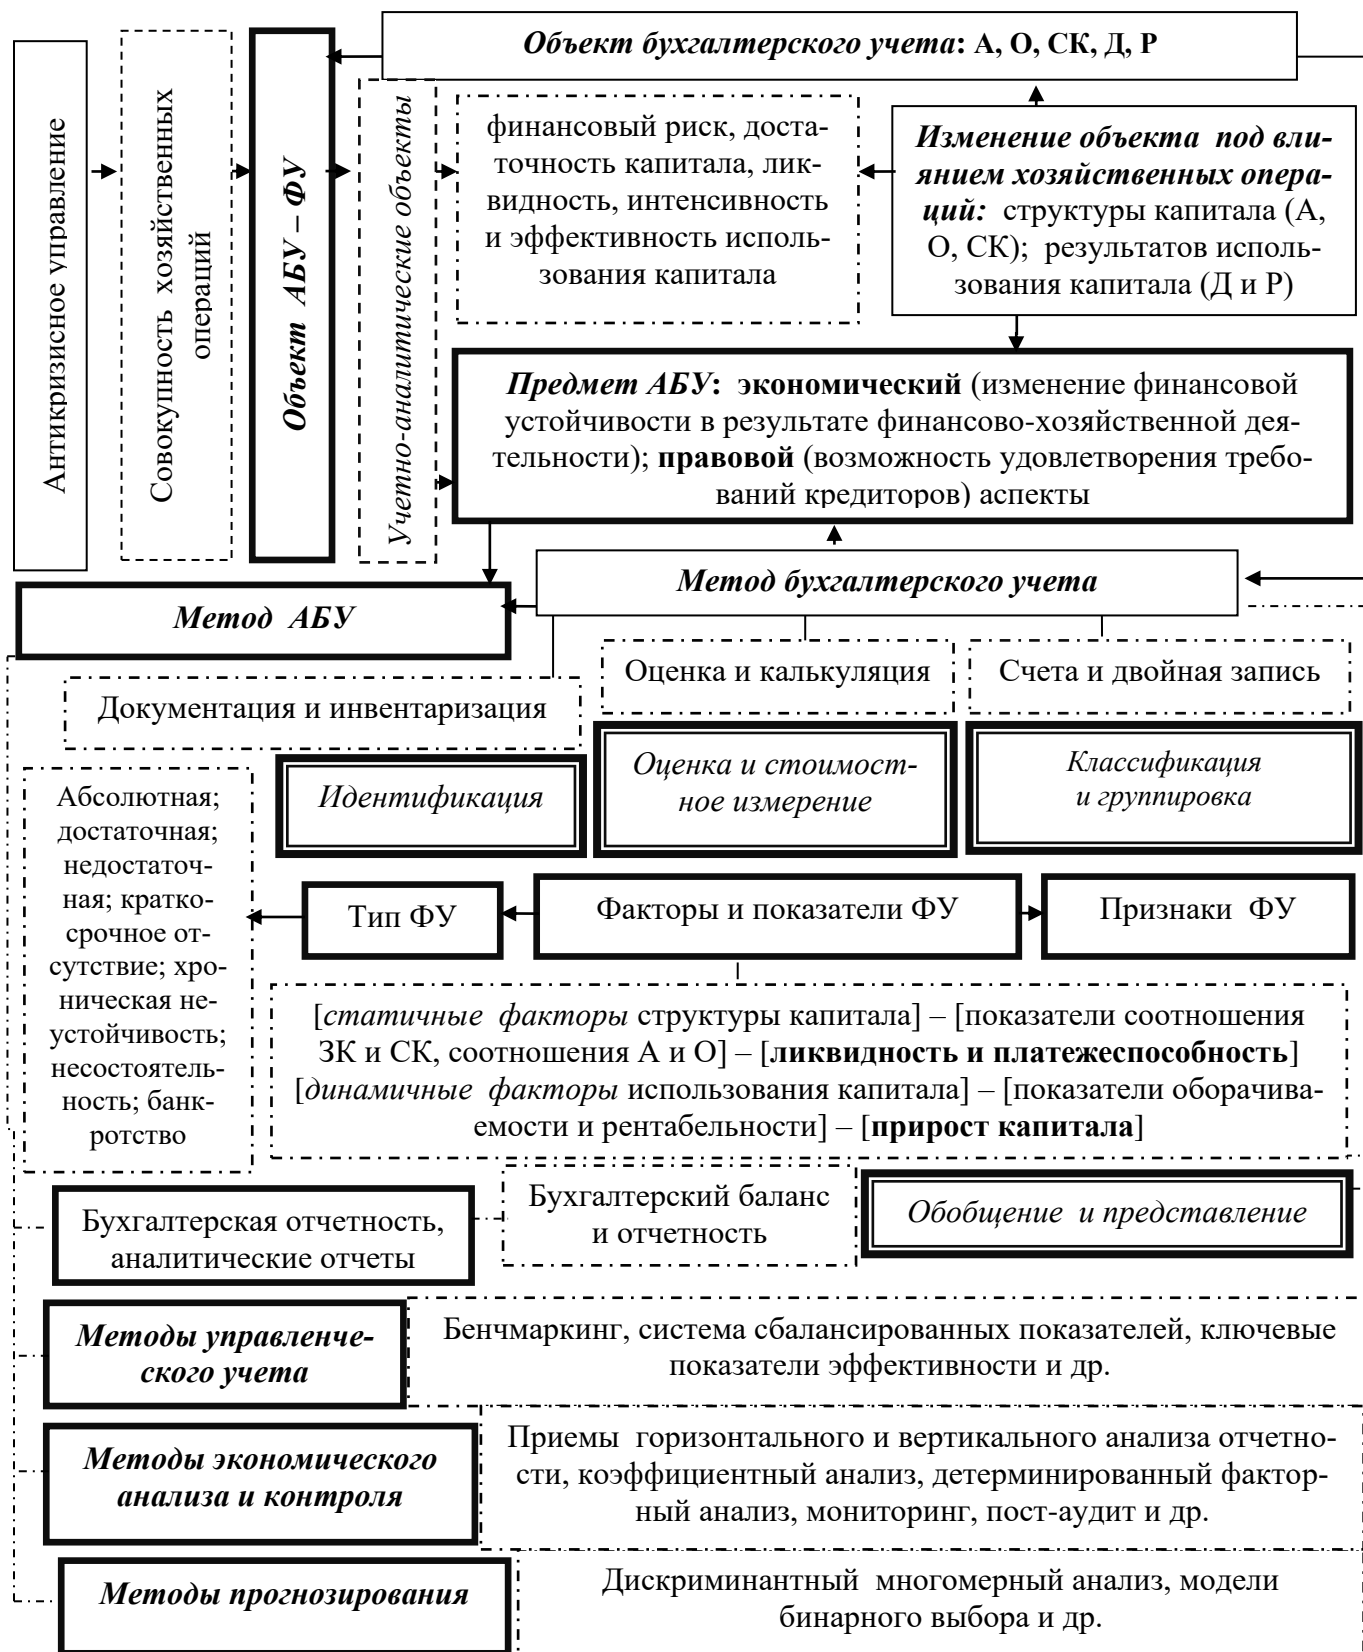 Объект бухгалтерского учета: А, О, СК, Д, Р
Антикризисное управление
Совокупность хозяйственных
операций
Объект АБУ – ФУ
Учетно-аналитические объекты
финансовый риск, доста-
точность капитала, лик-
видность, интенсивность
и эффективность исполь-
зования капитала
Изменение объекта под вли-
янием хозяйственных опера-
ций: структуры капитала (А,
О, СК); результатов исполь-
зования капитала (Д и Р)
Предмет АБУ: экономический (изменение финансовой
устойчивости в результате финансово-хозяйственной дея-
тельности); правовой (возможность удовлетворения требо-
ваний кредиторов) аспекты
Метод бухгалтерского учета
Метод АБУ
Оценка и калькуляция
Счета и двойная запись
Документация и инвентаризация
Идентификация
Оценка и стоимост-
ное измерение
Классификация
и группировка
Абсолютная;
достаточная;
недостаточ-
ная; кратко-
срочное от-
сутствие; хро-
ническая не-
устойчивость;
несостоятель-
ность; банк-
ротство
Тип ФУ
Факторы и показатели ФУ
Признаки ФУ
[статичные факторы структуры капитала] – [показатели соотношения
ЗК и СК, соотношения А и О] – [ликвидность и платежеспособность]
[динамичные факторы использования капитала] – [показатели оборачива-
емости и рентабельности] – [прирост капитала]
Бухгалтерская отчетность,
аналитические отчеты
Бухгалтерский баланс
и отчетность
Обобщение и представление
Методы управленче-
ского учета
Бенчмаркинг, система сбалансированных показателей, ключевые
показатели эффективности и др.
Методы экономического
анализа и контроля
Приемы горизонтального и вертикального анализа отчетно-
сти, коэффициентный анализ, детерминированный фактор-
ный анализ, мониторинг, пост-аудит и др.
Методы прогнозирования
Дискриминантный многомерный анализ, модели
бинарного выбора и др.